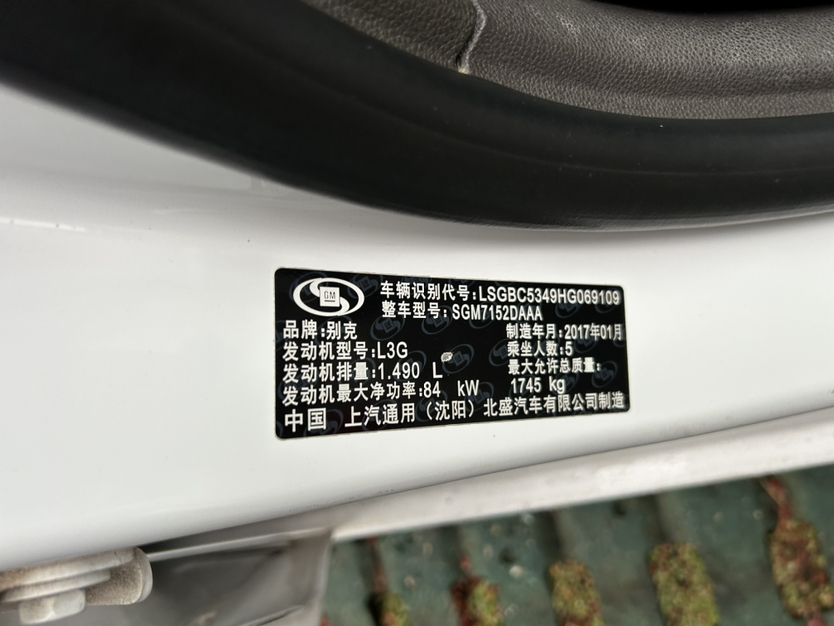 GM
车辆识别代号:LSGBC5349HG069109
整车型号:SGM7152DAAA
品牌:别克 制造年月:2017年01月
发动机型号:L3G 乘坐人数:5
发动机排量:1.490 L 最大允许总质量:
发动机最大净功率:84 kW 1745 kg
中国 上汽通用(沈阳)北盛汽车有限公司制造